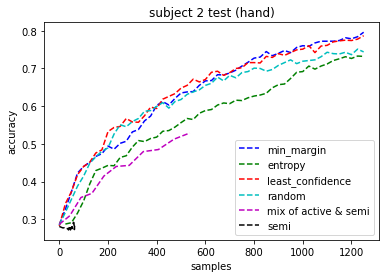 subject 2 test (hand)
accuracy
0.8
0.7
0.6
0.5
0.4
0.3
min_margin
entropy
least_confidence
random
mix of active & semi
semi
0 200 400 600 800 1000 1200
samples